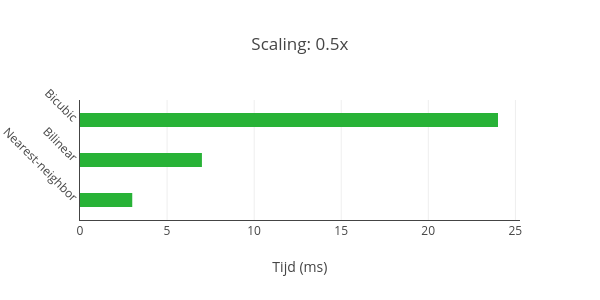 Scaling: 0.5x
Bicubic
Bilinear
Nearest-neighbor
0 5 10 15 20 25
Tijd (ms)